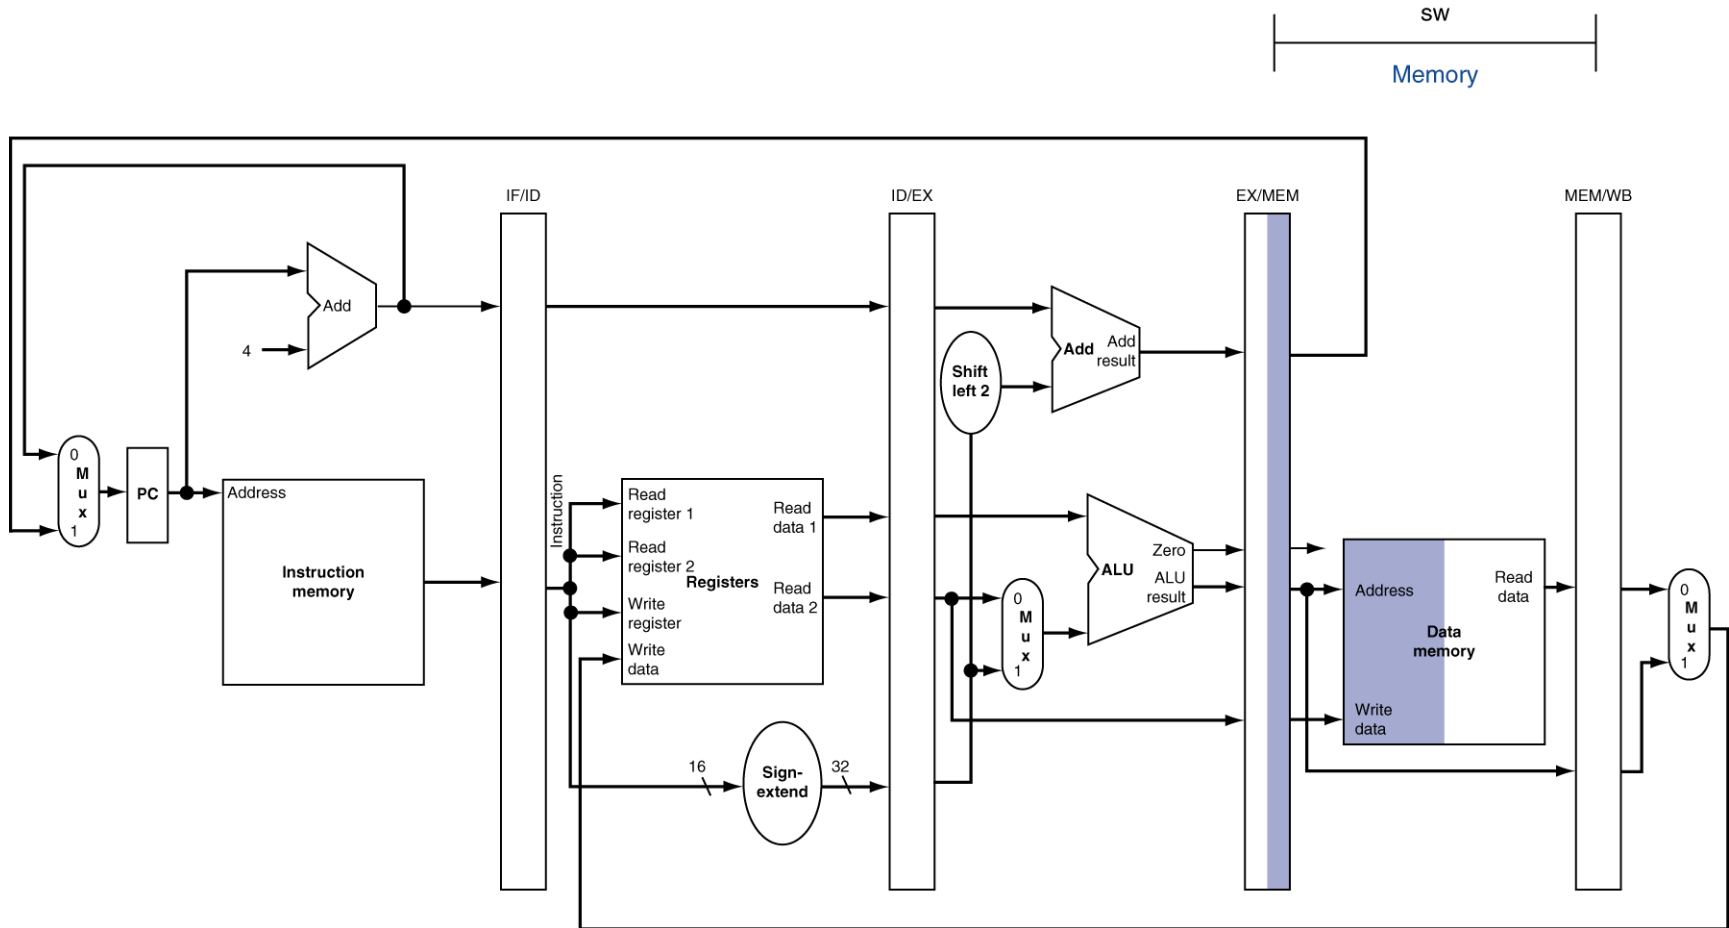 SW
Memory
IF/ID
ID/EX
EX/MEM
MEM/WB
Add
4
Shift
left 2
Add
Add
result
0
M
u
x
1
PC
Address
Instruction
memory
Instruction
Read
register 1
Read
register 2
Write
register
Write
data
Registers
Read
data 1
Read
data 2
16
Sign-
extend
32
0
M
u
x
1
Zero
ALU
ALU
result
Address
Read
data
Data
memory
Write
data
0
M
u
x
1